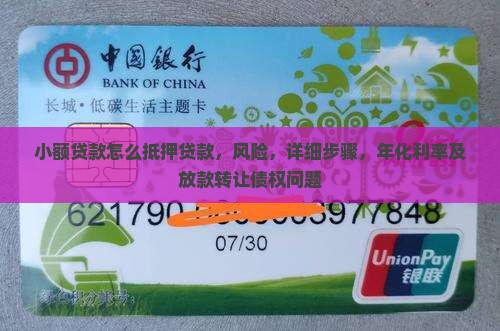 中国银行
BANK OF CHINA
长城·低碳生活主题卡
小额贷款怎么抵押贷款，风险，详细步骤，年化利率及
放款转让债权问题
621790 977848
07/30
UnionPay
银联